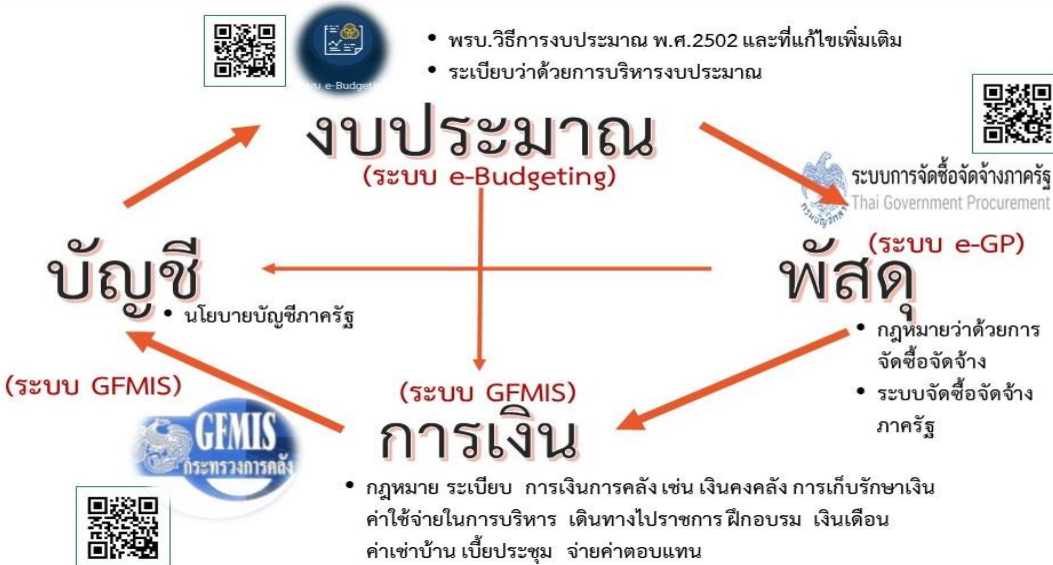 • พรบ.วิธีการงบประมาณ พ.ศ.2502 และที่แก้ไขเพิ่มเติม
• ระเบียบว่าด้วยการบริหารงบประมาณ
e-Budget
งบประมาณ
(ระบบ e-Budgeting)
ระบบการจัดซื้อจัดจ้างภาครัฐ
Thai Government Procurement
กรมบัญชีกลาง
(ระบบ e-GP)
พัสดุ
• กฎหมายว่าด้วยการ
จัดซื้อจัดจ้าง
• ระบบจัดซื้อจัดจ้าง
ภาครัฐ
บัญชี
• นโยบายบัญชีภาครัฐ
(ระบบ GFMIS)
GFMIS
กระทรวงการคลัง
(ระบบ GFMIS)
การเงิน
• กฎหมาย ระเบียบ การเงินการคลัง เช่น เงินคงคลัง การเก็บรักษาเงิน
ค่าใช้จ่ายในการบริหาร เดินทางไปราชการ ฝึกอบรม เงินเดือน
ค่าเช่าบ้าน เบี้ยประชุม จ่ายค่าตอบแทน